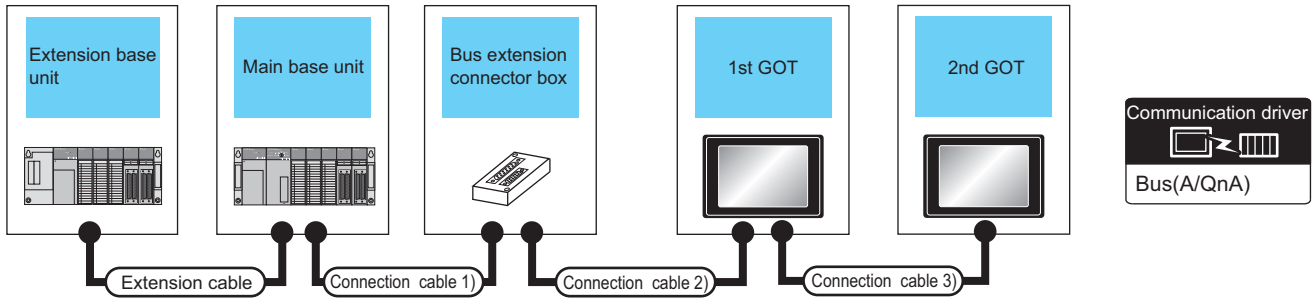 Extension base
unit
Main base unit
Bus extension
connector box
1st GOT
2nd GOT
Communication driver
Bus(A/QnA)
Extension cable
Connection cable 1)
Connection cable 2)
Connection cable 3)